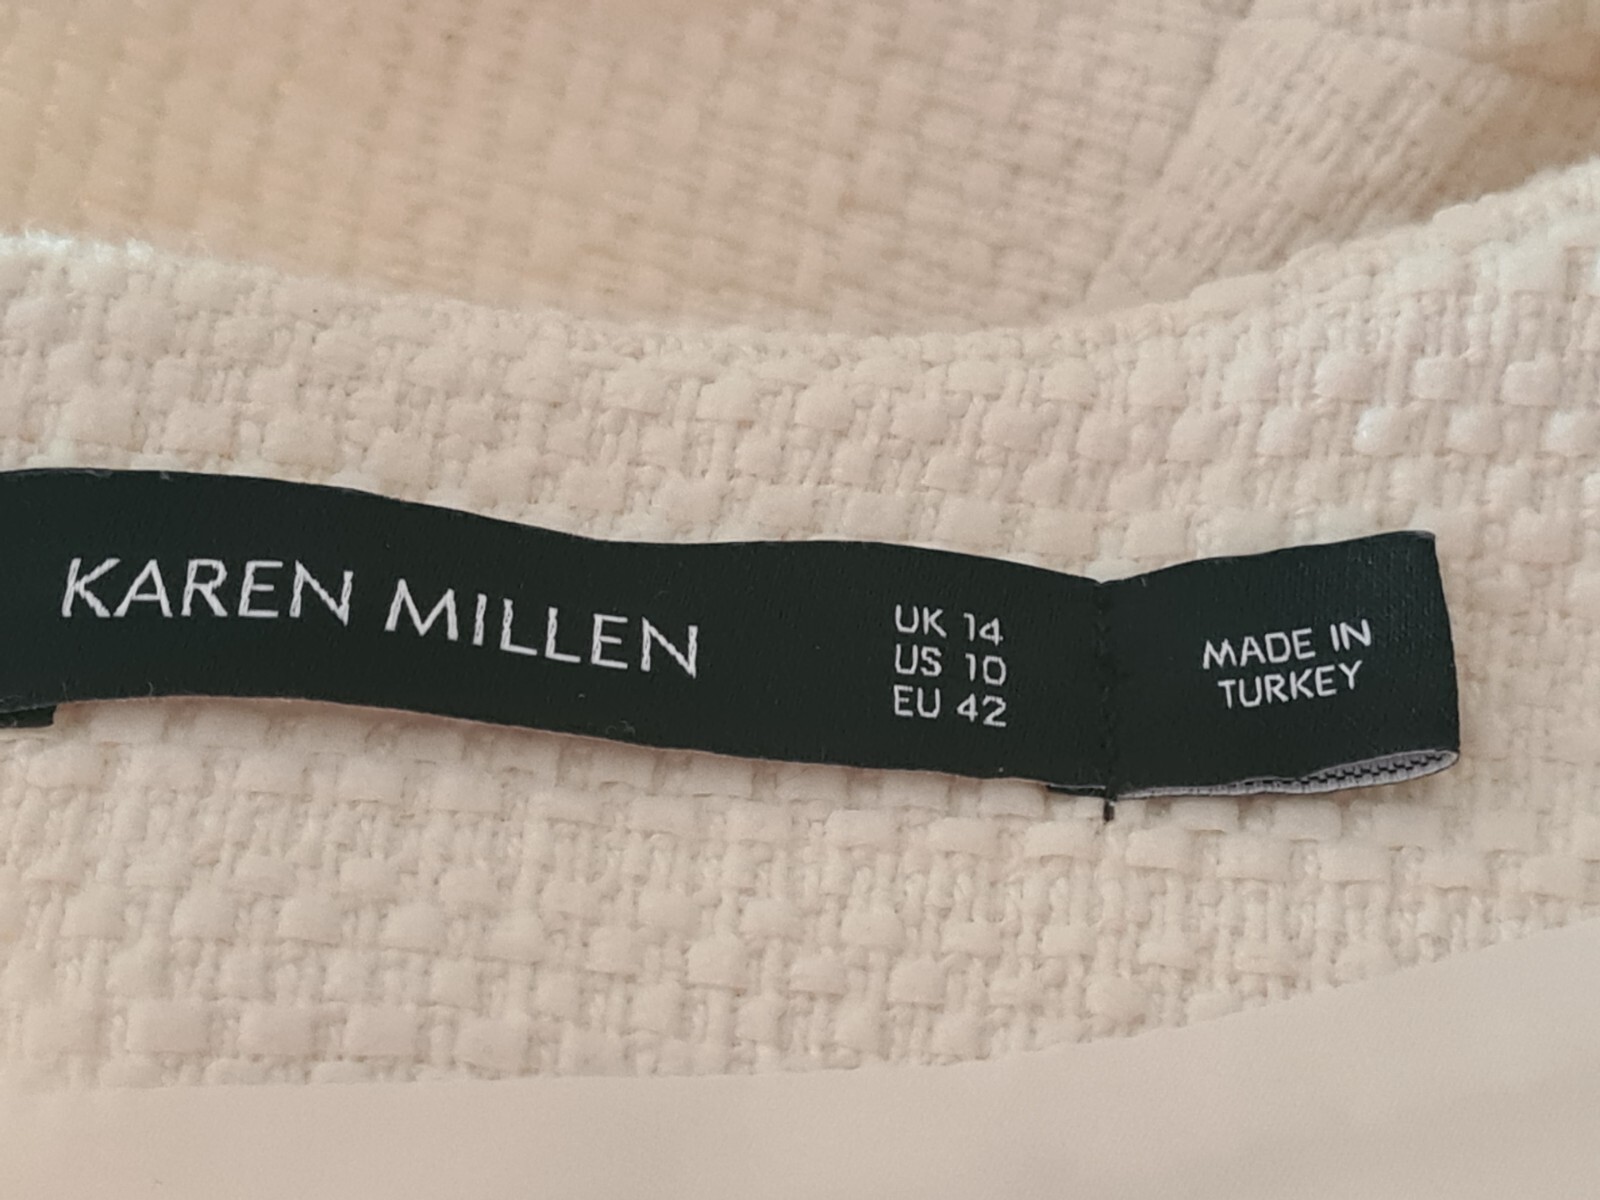 KAREN MILLEN
UK 14
US 10
EU 42
MADE IN
TURKEY